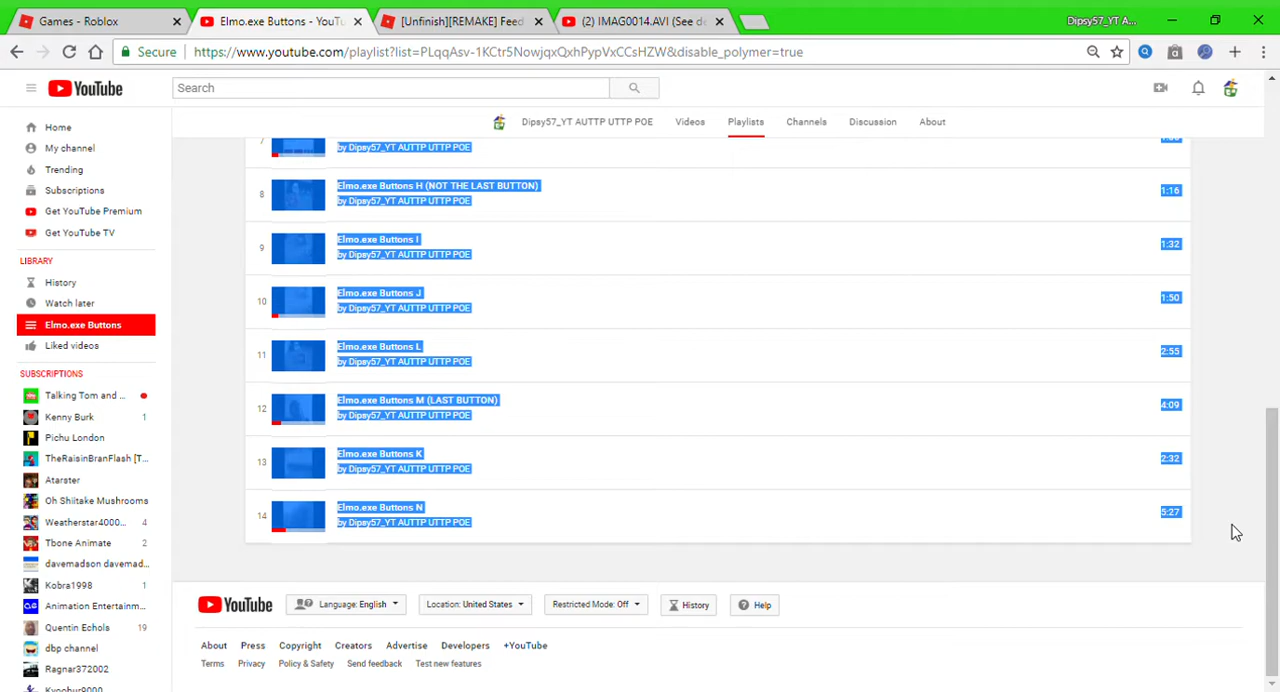 Games - Roblox
Elmo.exe Buttons - YouT
[Unfinish][REMAKE] Feed
(2) IMAG0014.AVI (See de
Dipsy57_YT A...
Secure
https://www.youtube.com/playlist?list=PLqqAsv-1KCtr5NowjqxQxhPypVxCCsHZW&disable_polymer=true
YouTube
Search
Dipsy57_YT AUTTP UTTP POE
Videos
Playlists
Channels
Discussion
About
Home
My channel
Trending
Subscriptions
Get YouTube Premium
Get YouTube TV
LIBRARY
History
Watch later
Elmo.exe Buttons
Liked videos
SUBSCRIPTIONS
Talking Tom and ...
Kenny Burk 1
Pichu London
TheRaisinBranFlash [T...
Atarster
Oh Shiitake Mushrooms
Weatherstar4000... 4
Tbone Animate 2
davemadson davemad...
Kobra1998 1
Animation Entertainm...
Quentin Echols 19
dbp channel
Ragnar372002
7
by Dipsy57_YT AUTTP UTTP POE
8 Elmo.exe Buttons H (NOT THE LAST BUTTON) 1:16
by Dipsy57_YT AUTTP UTTP POE
9 Elmo.exe Buttons I 1:32
by Dipsy57_YT AUTTP UTTP POE
10 Elmo.exe Buttons J 1:50
by Dipsy57_YT AUTTP UTTP POE
11 Elmo.exe Buttons L 2:55
by Dipsy57_YT AUTTP UTTP POE
12 Elmo.exe Buttons M (LAST BUTTON) 4:09
by Dipsy57_YT AUTTP UTTP POE
13 Elmo.exe Buttons K 2:32
by Dipsy57_YT AUTTP UTTP POE
14 Elmo.exe Buttons N 5:27
by Dipsy57_YT AUTTP UTTP POE
YouTube
Language: English
Location: United States
Restricted Mode: Off
History
Help
About Press Copyright Creators Advertise Developers +YouTube
Terms Privacy Policy & Safety Send feedback Test new features